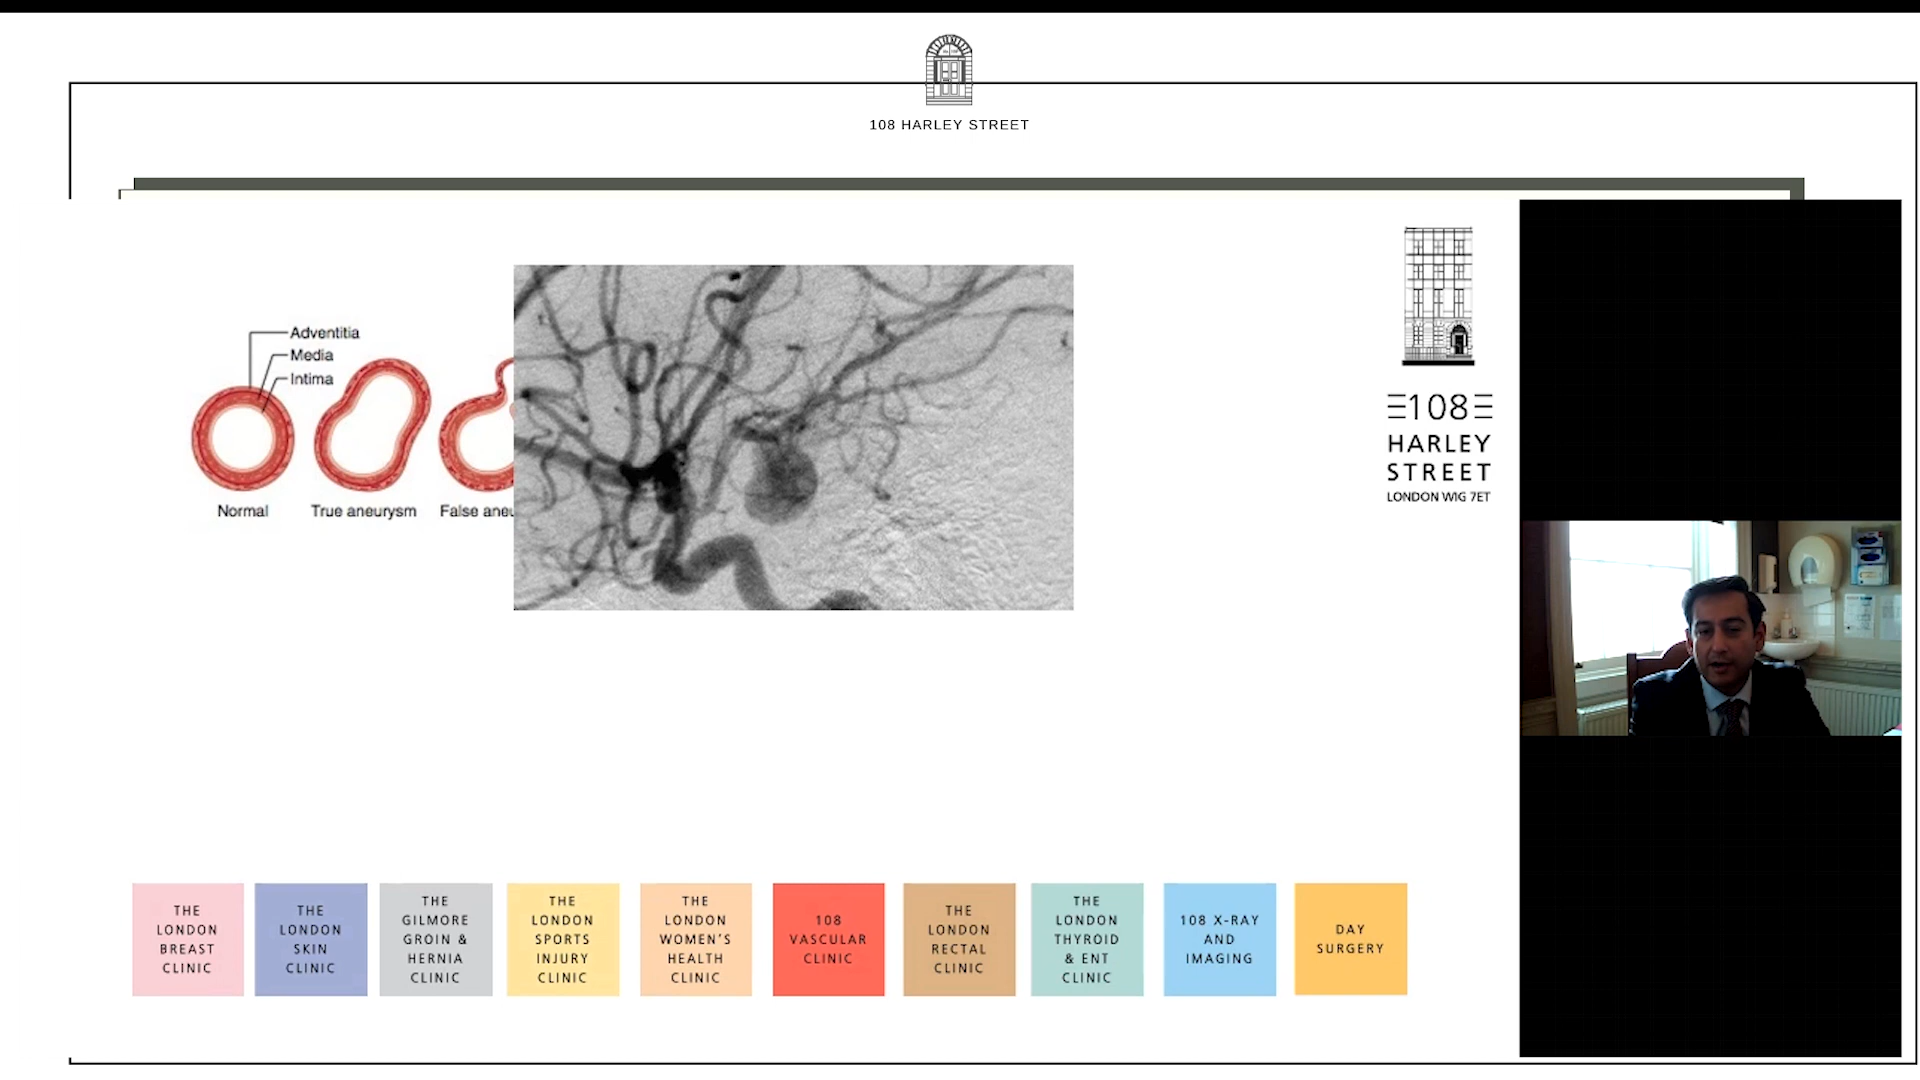 108 HARLEY STREET
Adventitia
Media
Intima
Normal
True aneurysm
False aneu
108
HARLEY
STREET
LONDON W1G 7ET
THE
LONDON
BREAST
CLINIC
THE
LONDON
SKIN
CLINIC
THE
GILMORE
GROIN &
HERNIA
CLINIC
THE
LONDON
SPORTS
INJURY
CLINIC
THE
LONDON
WOMEN'S
HEALTH
CLINIC
108
VASCULAR
CLINIC
THE
LONDON
RECTAL
CLINIC
THE
LONDON
THYROID
& ENT
CLINIC
108 X-RAY
AND
IMAGING
DAY
SURGERY